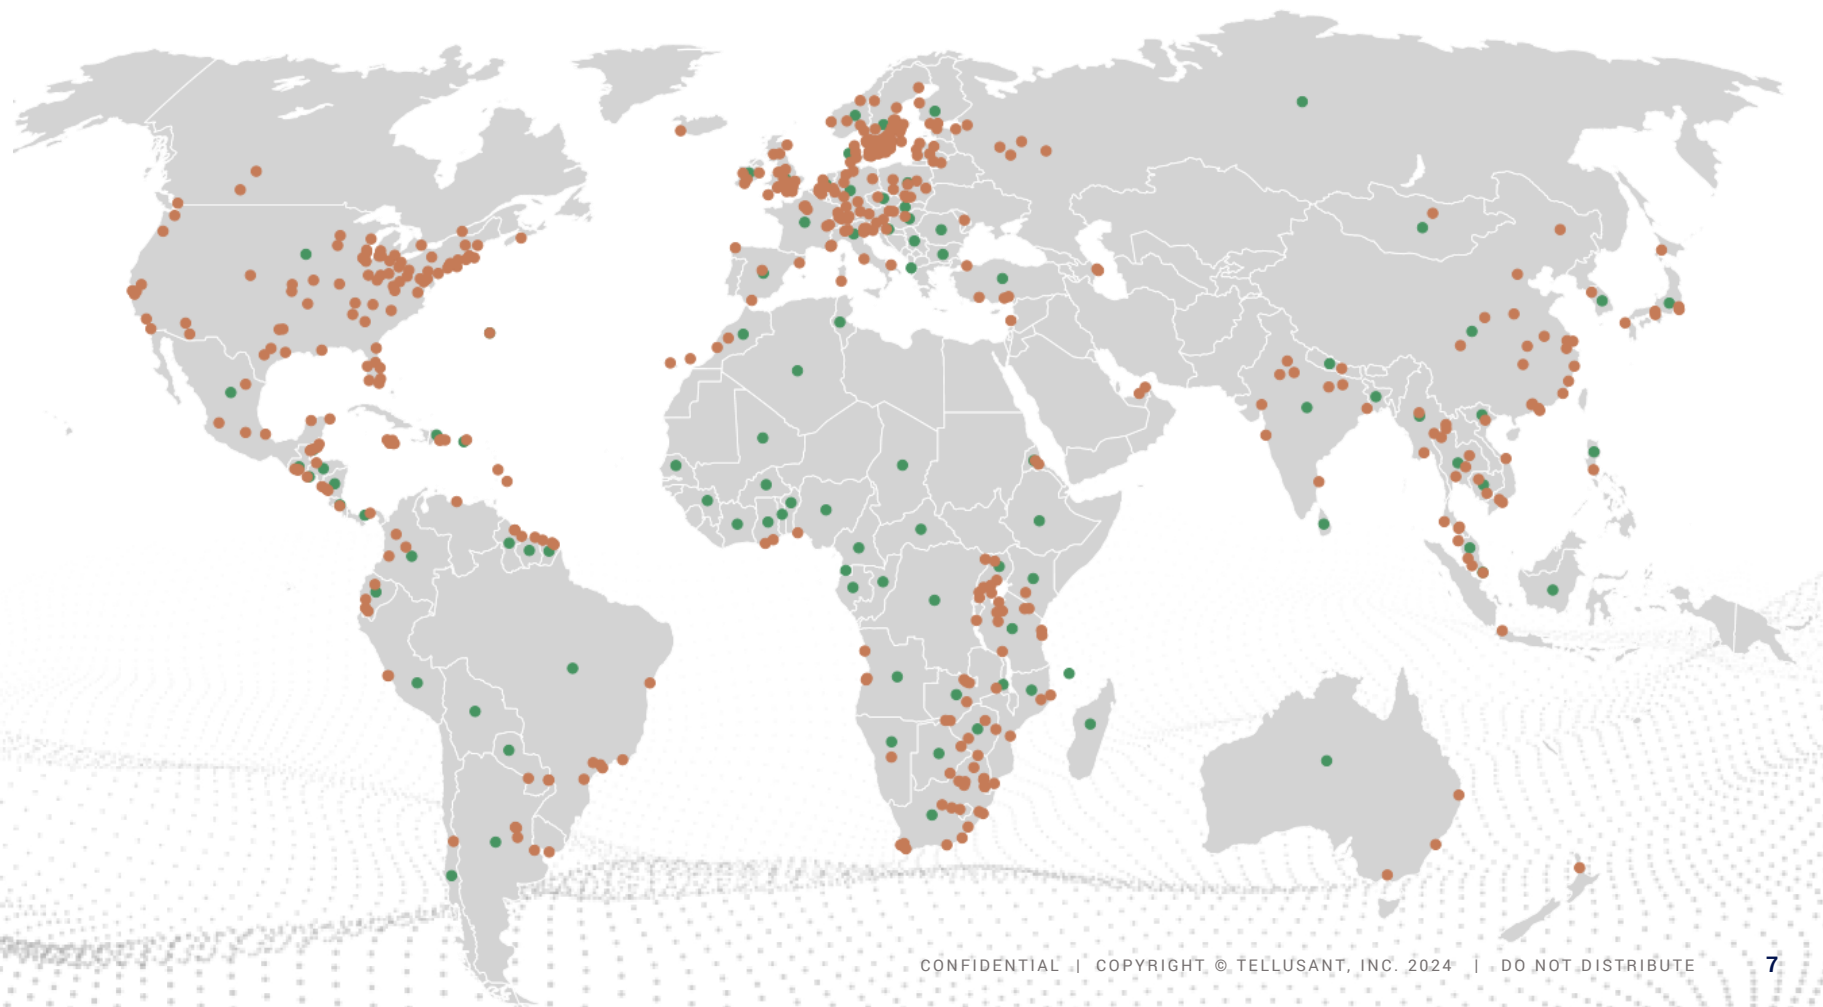 CONFIDENTIAL | COPYRIGHT © TELLUSANT, INC. 2024 | DO NOT DISTRIBUTE 7